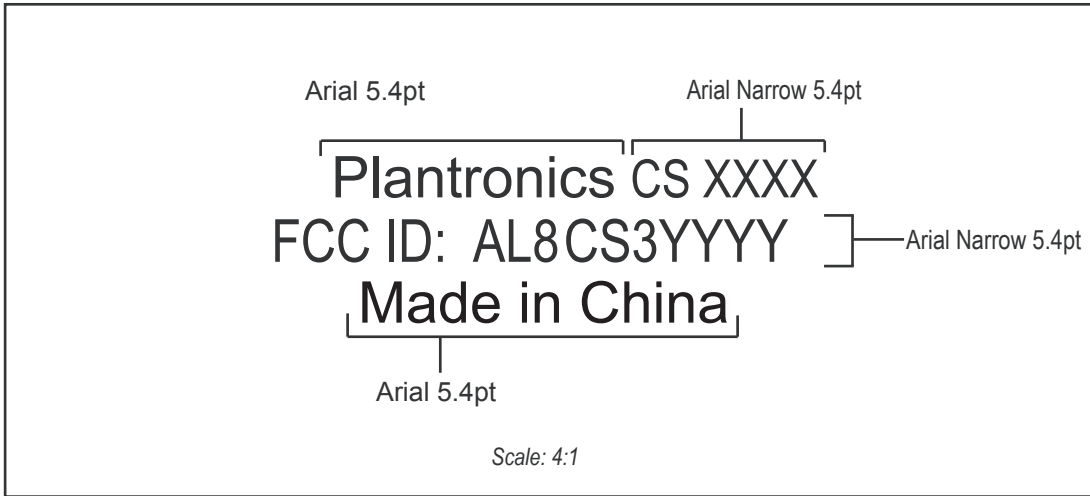 Arial 5.4pt
Arial Narrow 5.4pt
Plantronics CS XXXX
FCC ID: AL8CS3YYYY
Arial Narrow 5.4pt
Made in China
Arial 5.4pt
Scale: 4:1